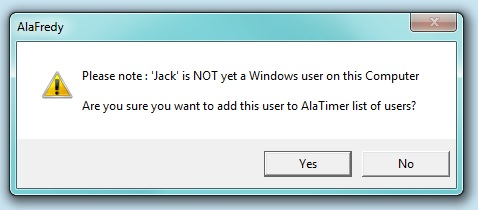 AlaFredy
Please note : 'Jack' is NOT yet a Windows user on this Computer
Are you sure you want to add this user to AlaTimer list of users?
Yes
No